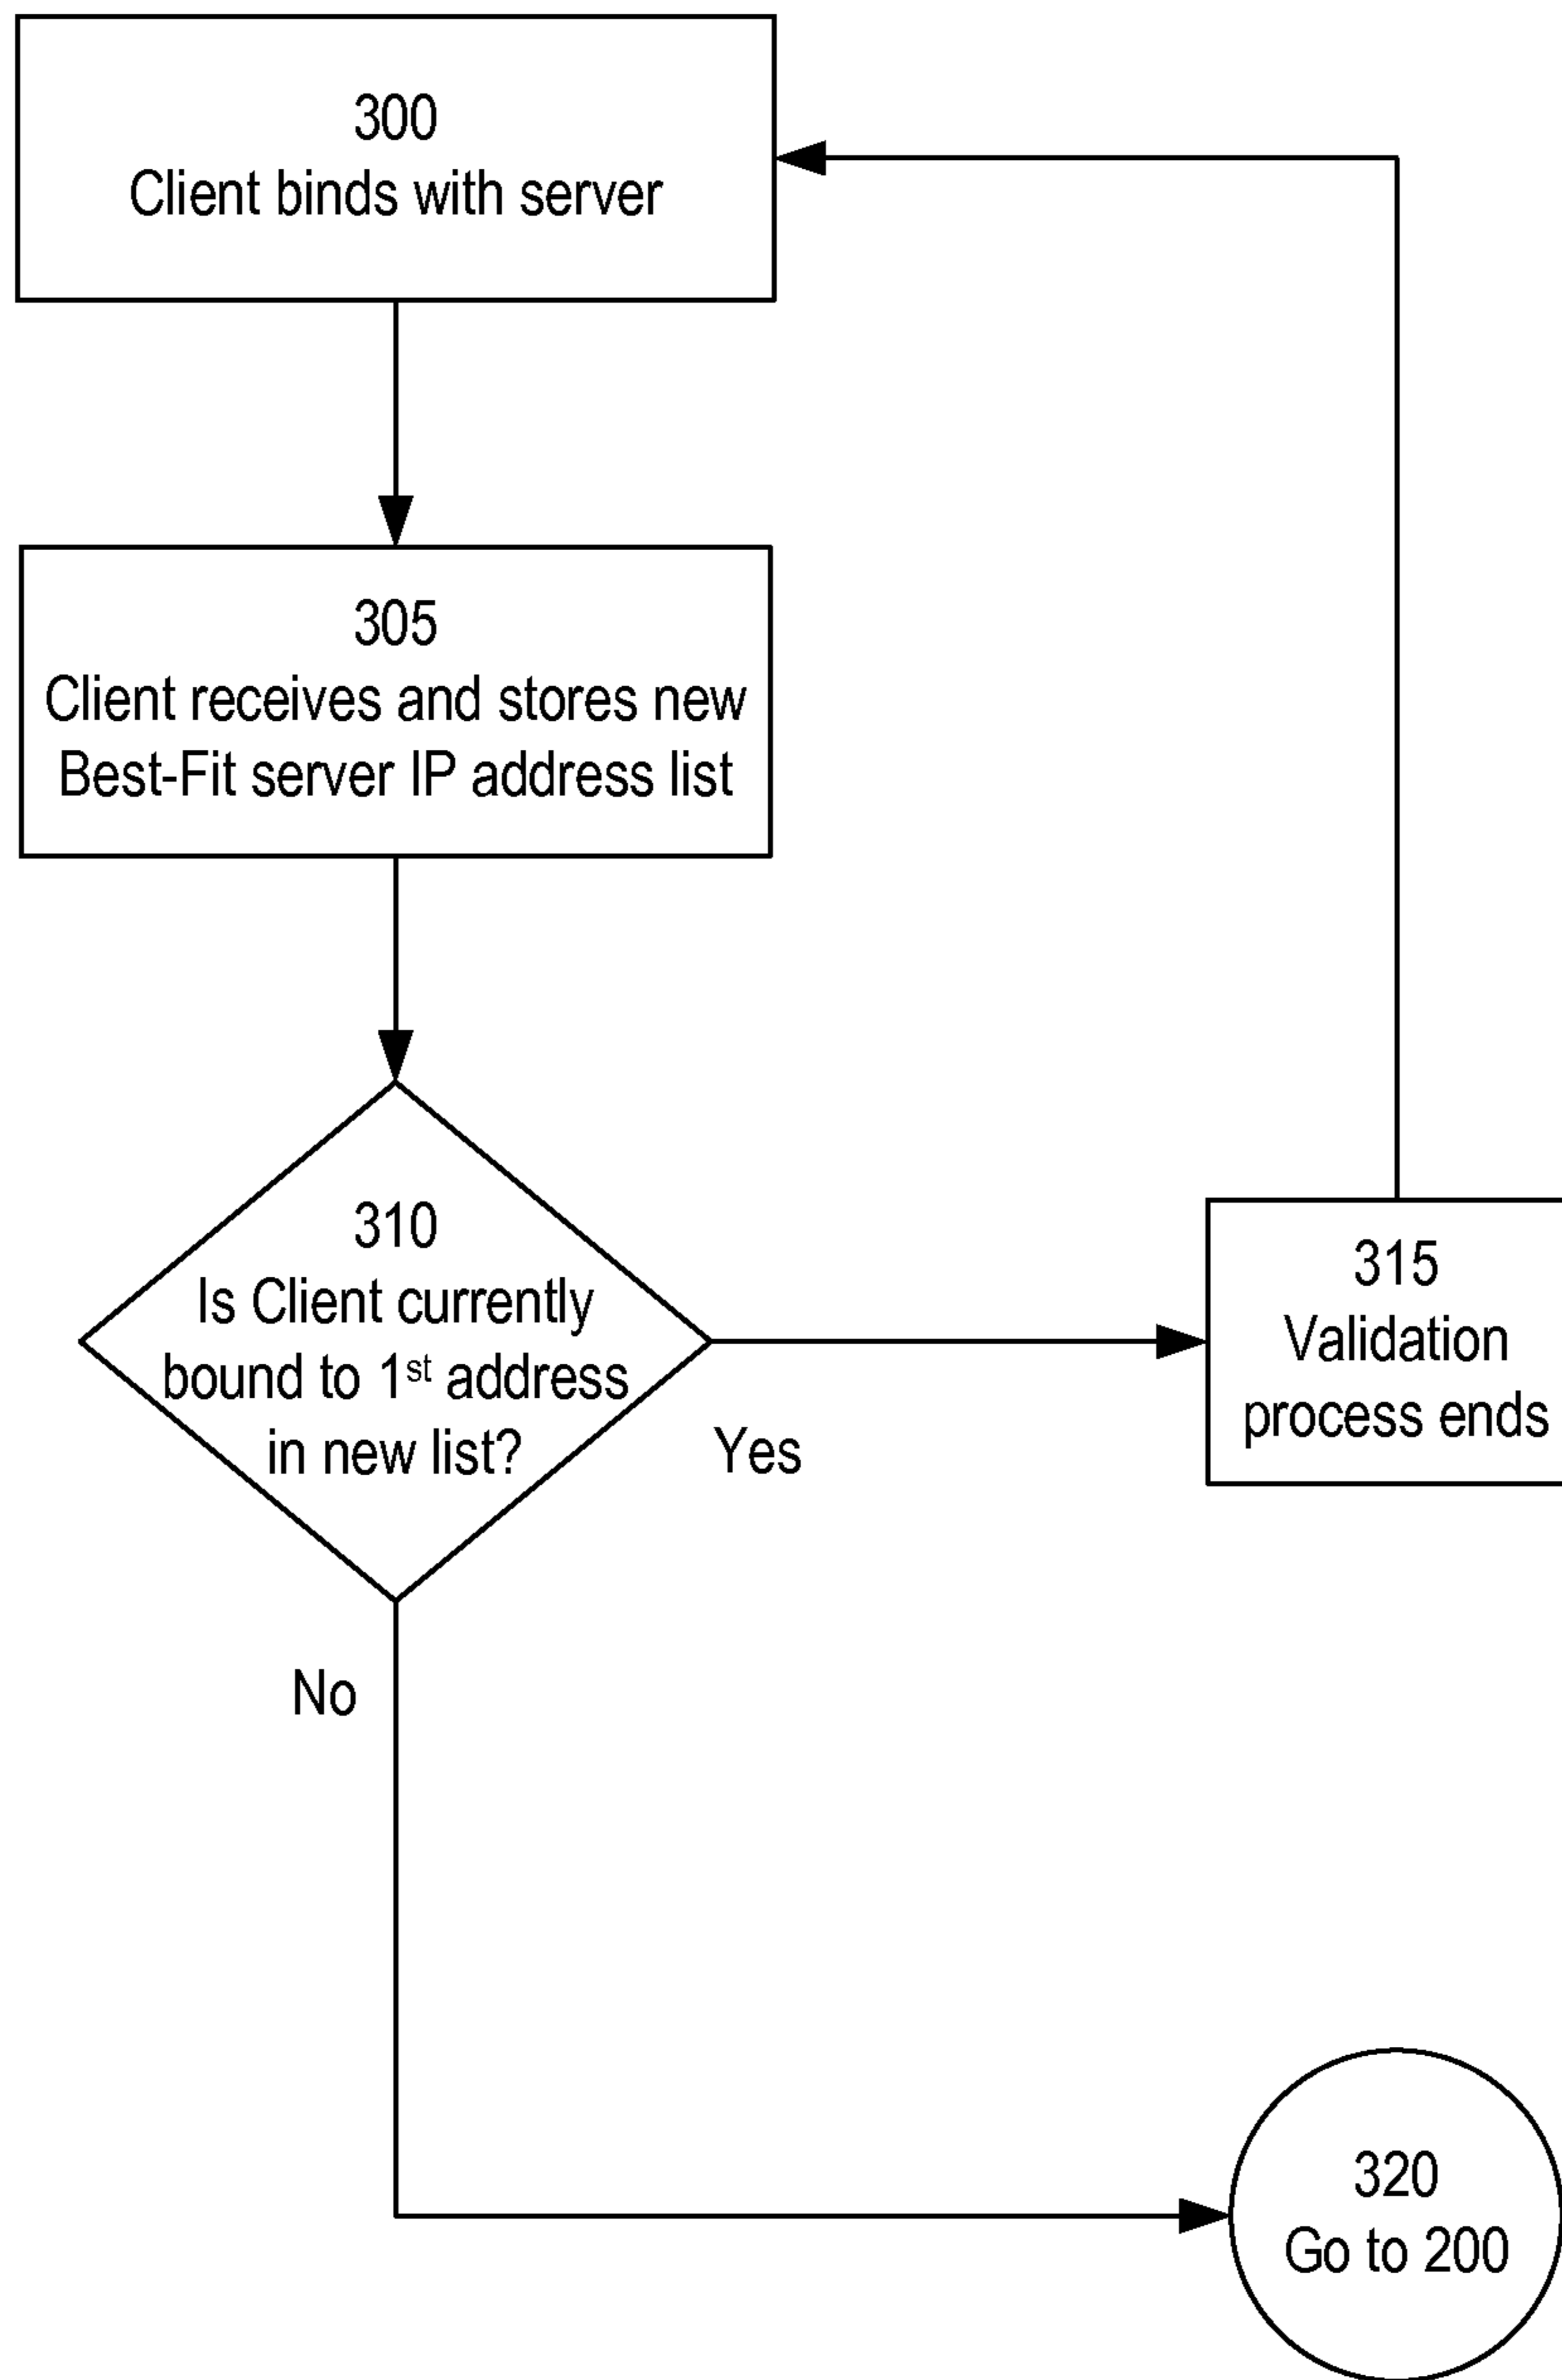 300
Client binds with server
305
Client receives and stores new
Best-Fit server IP address list
310
Is Client currently
bound to 1st address
in new list?
Yes
315
Validation
process ends
No
320
Go to 200